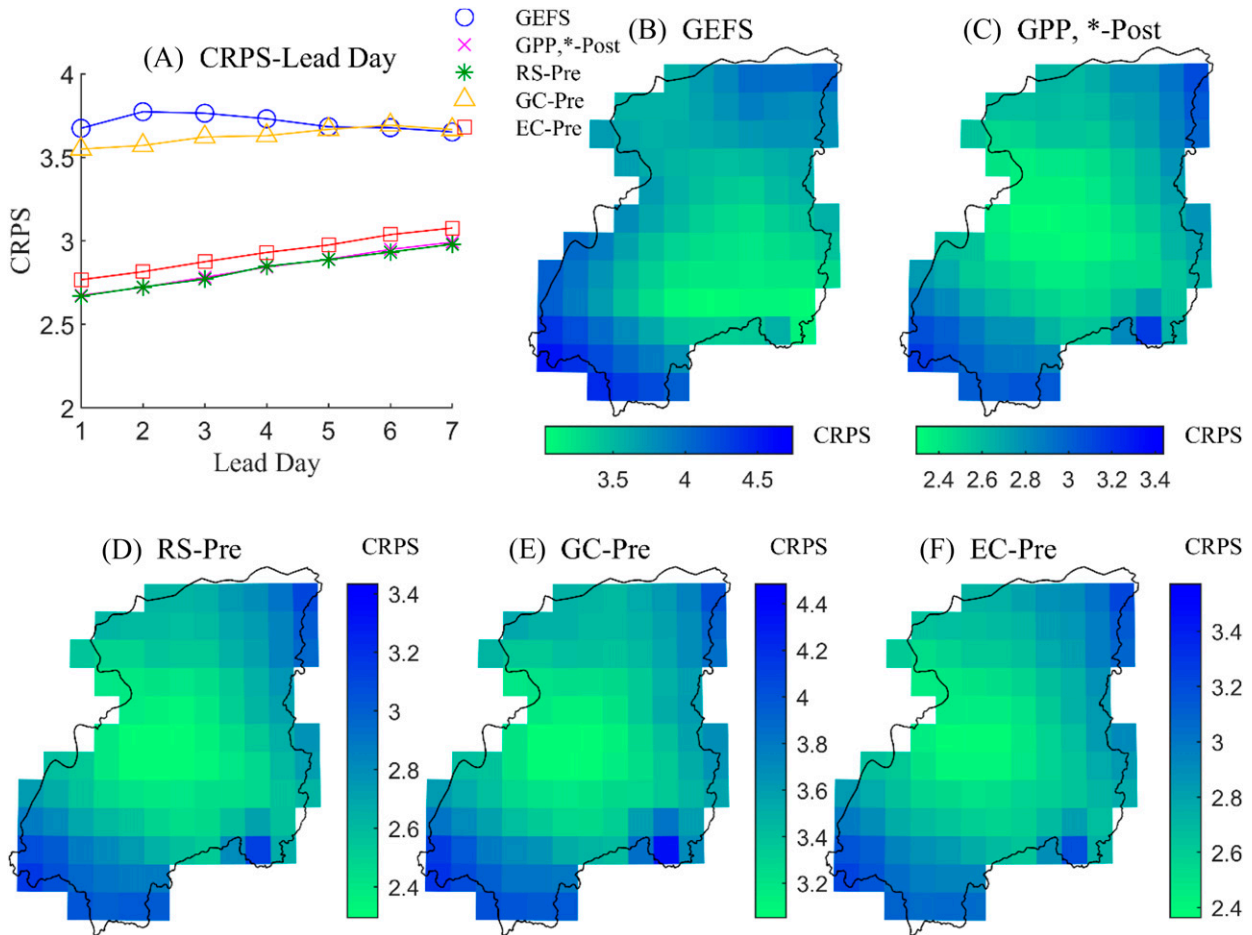 (A) CRPS-Lead Day
GEFS
GPP,*-Post
RS-Pre
GC-Pre
EC-Pre
4
3.5
3
2.5
2
CRPS
1 2 3 4 5 6 7
Lead Day
(B) GEFS
3.5 4 4.5
CRPS
(C) GPP, *-Post
2.4 2.6 2.8 3 3.2 3.4
CRPS
(D) RS-Pre
CRPS
3.4
3.2
3
2.8
2.6
2.4
(E) GC-Pre
CRPS
4.4
4.2
4
3.8
3.6
3.4
3.2
(F) EC-Pre
CRPS
3.4
3.2
3
2.8
2.6
2.4